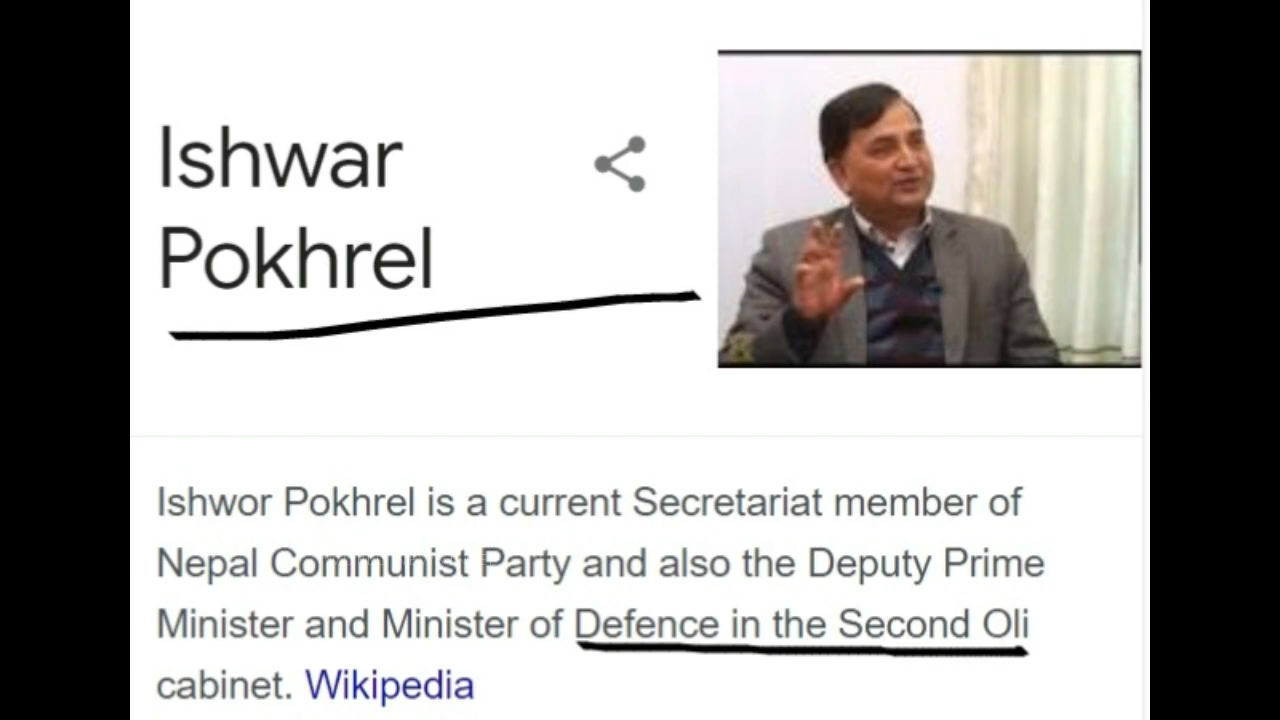 Ishwar
Pokhrel
Ishwor Pokhrel is a current Secretariat member of
Nepal Communist Party and also the Deputy Prime
Minister and Minister of Defence in the Second Oli
cabinet. Wikipedia